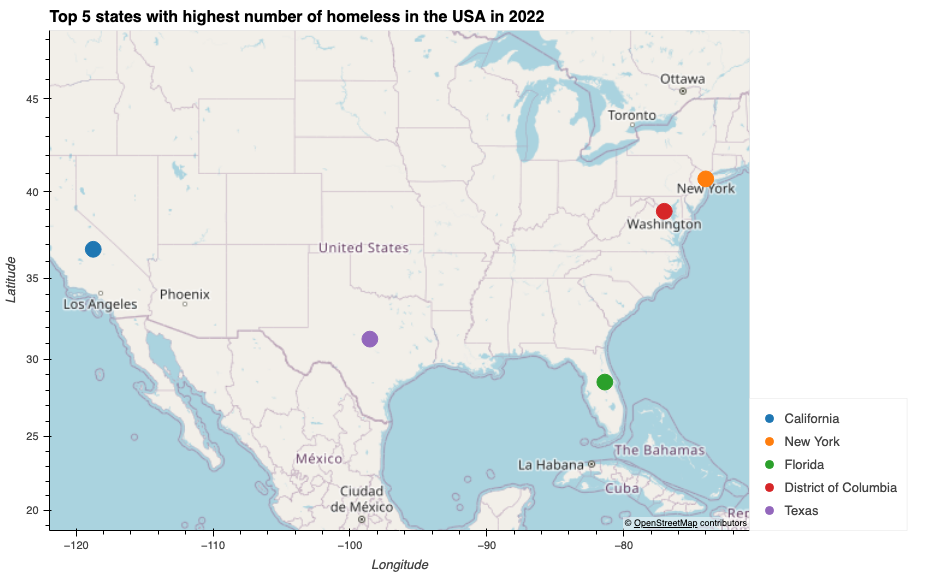 Top 5 states with highest number of homeless in the USA in 2022
Ottawa
Toronto
New York
Washington
United States
Los Angeles
Phoenix
México
Ciudad
de México
La Habana
The Bahamas
Cuba
Rep
© OpenStreetMap contributors
45
40
35
30
25
20
Latitude
−120
−110
−100
−90
−80
Longitude
California
New York
Florida
District of Columbia
Texas